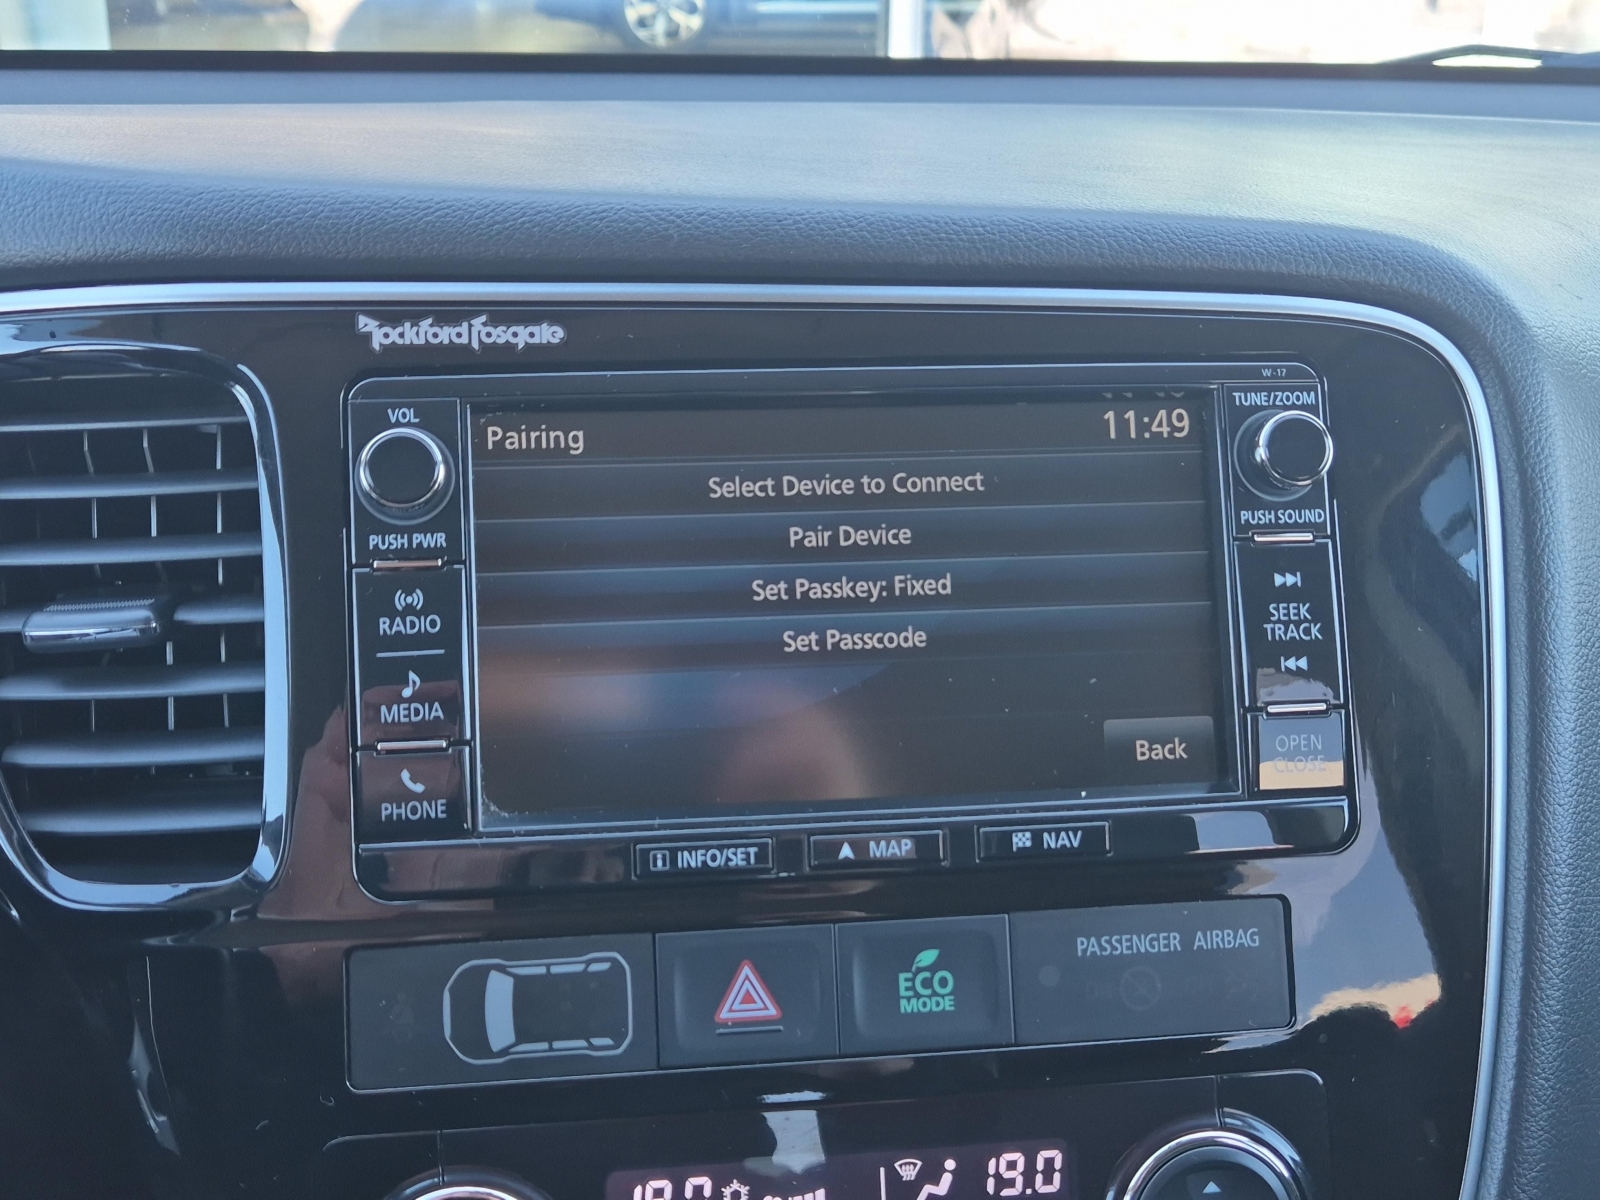 Rockford Fosgate
W-17
VOL
TUNE/ZOOM
Pairing
11:49
Select Device to Connect
PUSH PWR
Pair Device
PUSH SOUND
Set Passkey: Fixed
RADIO
SEEK
TRACK
Set Passcode
MEDIA
Back
OPEN
CLOSE
PHONE
INFO/SET
MAP
NAV
ECO
MODE
PASSENGER AIRBAG
19.0